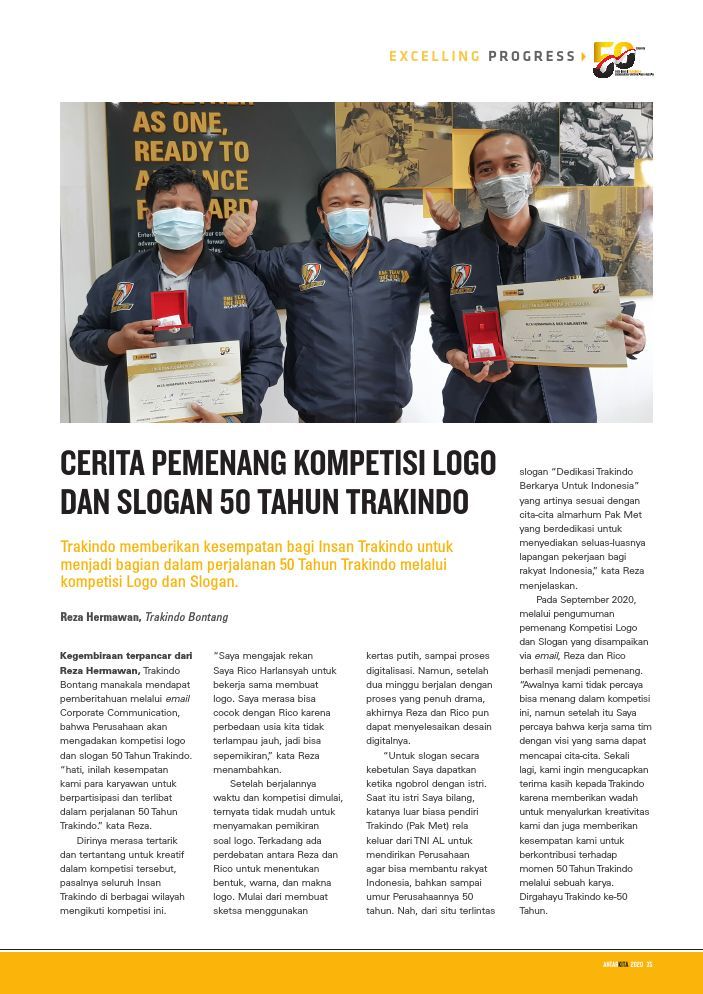 EXCELLING PROGRESS
50
AS ONE,
READY TO
ONE TEAM
ONE GOAL
REZA HERMAWAN & RICO HARLIANSYAH
REZA HERMAWAN & RICO HARLIANSYAH
CERITA PEMENANG KOMPETISI LOGO
DAN SLOGAN 50 TAHUN TRAKINDO
Trakindo memberikan kesempatan bagi Insan Trakindo untuk
menjadi bagian dalam perjalanan 50 Tahun Trakindo melalui
kompetisi Logo dan Slogan.
Reza Hermawan, Trakindo Bontang
Kegembiraan terpancar dari
Reza Hermawan, Trakindo
Bontang manakala mendapat
pemberitahuan melalui email
Corporate Communication,
bahwa Perusahaan akan
mengadakan kompetisi logo
dan slogan 50 Tahun Trakindo.
“hati, inilah kesempatan
kami para karyawan untuk
berpartisipasi dan terlibat
dalam perjalanan 50 Tahun
Trakindo.” kata Reza.
Dirinya merasa tertarik
dan tertantang untuk kreatif
dalam kompetisi tersebut,
pasalnya seluruh Insan
Trakindo di berbagai wilayah
mengikuti kompetisi ini.
“Saya mengajak rekan
Saya Rico Harlansyah untuk
bekerja sama membuat
logo. Saya merasa bisa
cocok dengan Rico karena
perbedaan usia kita tidak
terlampau jauh, jadi bisa
sepemikiran,” kata Reza
menambahkan.
Setelah berjalannya
waktu dan kompetisi dimulai,
ternyata tidak mudah untuk
menyamakan pemikiran
soal logo. Terkadang ada
perdebatan antara Reza dan
Rico untuk menentukan
bentuk, warna, dan makna
logo. Mulai dari membuat
sketsa menggunakan
kertas putih, sampai proses
digitalisasi. Namun, setelah
dua minggu berjalan dengan
proses yang penuh drama,
akhirnya Reza dan Rico pun
dapat menyelesaikan desain
digitalnya.
“Untuk slogan secara
kebetulan Saya dapatkan
ketika ngobrol dengan istri.
Saat itu istri Saya bilang,
katanya luar biasa pendiri
Trakindo (Pak Met) rela
keluar dari TNI AL untuk
mendirikan Perusahaan
agar bisa membantu rakyat
Indonesia, bahkan sampai
umur Perusahaannya 50
tahun. Nah, dari situ terlintas
slogan “Dedikasi Trakindo
Berkarya Untuk Indonesia”
yang artinya sesuai dengan
cita-cita almarhum Pak Met
yang berdedikasi untuk
menyediakan seluas-luasnya
lapangan pekerjaan bagi
rakyat Indonesia,” kata Reza
menjelaskan.
Pada September 2020,
melalui pengumuman
pemenang Kompetisi Logo
dan Slogan yang disampaikan
via email, Reza dan Rico
berhasil menjadi pemenang.
“Awalnya kami tidak percaya
bisa menang dalam kompetisi
ini, namun setelah itu Saya
percaya bahwa kerja sama tim
dengan visi yang sama dapat
mencapai cita-cita. Sekali
lagi, kami ingin mengucapkan
terima kasih kepada Trakindo
karena memberikan wadah
untuk menyalurkan kreativitas
kami dan juga memberikan
kesempatan kami untuk
berkontribusi terhadap
momen 50 Tahun Trakindo
melalui sebuah karya.
Dirgahayu Trakindo ke-50
Tahun.
ANTARKITA 2020 35